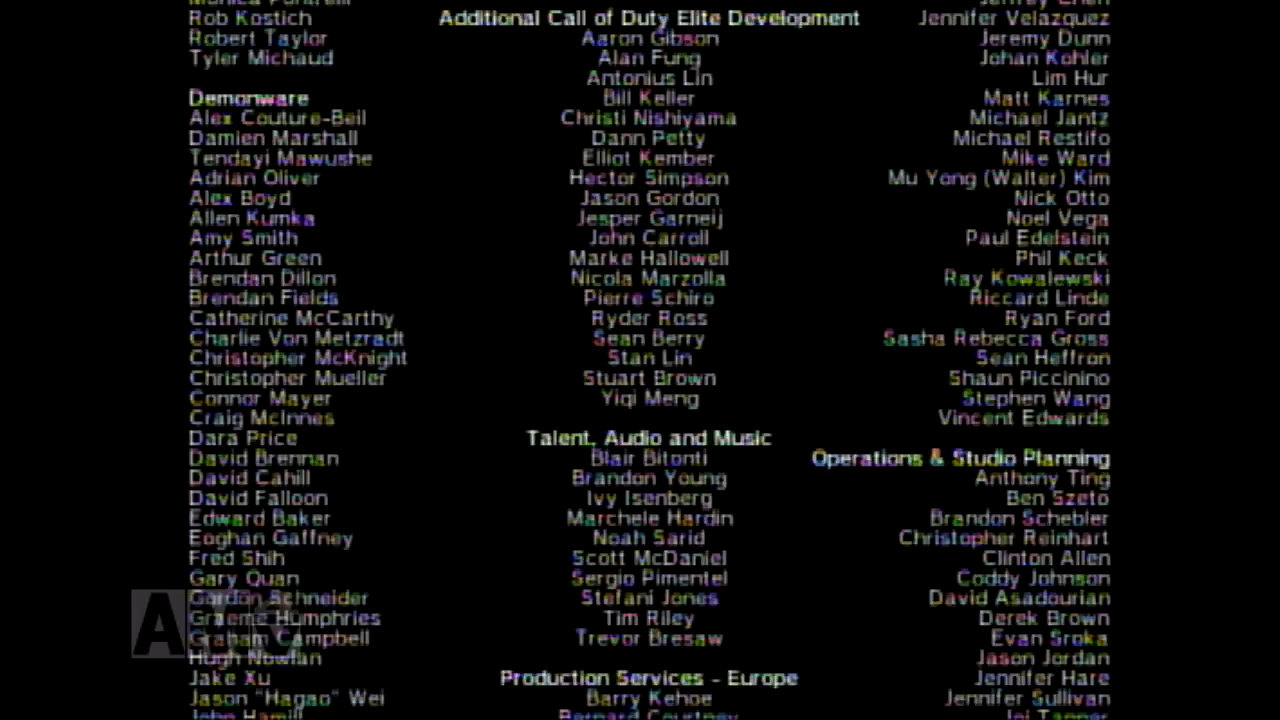 Rob Kostich
Robert Taylor
Tyler Michaud
Demonware
Alex Couture-Beil
Damien Marshall
Tendayi Mawushe
Adrian Oliver
Alex Boyd
Allen Kumka
Amy Smith
Arthur Green
Brendan Dillon
Brendan Fields
Catherine McCarthy
Charlie Von Metzradt
Christopher McKnight
Christopher Mueller
Connor Mayer
Craig McInnes
Dara Price
David Brennan
David Cahill
David Falloon
Edward Baker
Eoghan Gaffney
Fred Shih
Gary Quan
Gordon Schneider
Graeme Humphries
Graham Campbell
Hugh Nowlan
Jake Xu
Jason "Hagao" Wei
John Hamill
Additional Call of Duty Elite Development
Aaron Gibson
Alan Fung
Antonius Lin
Bill Keller
Christi Nishiyama
Dann Petty
Elliot Kember
Hector Simpson
Jason Gordon
Jesper Garneij
John Carroll
Marke Hallowell
Nicola Marzolla
Pierre Schiro
Ryder Ross
Sean Berry
Stan Lin
Stuart Brown
Yiqi Meng
Talent, Audio and Music
Blair Bitonti
Brandon Young
Ivy Isenberg
Marchele Hardin
Noah Sarid
Scott McDaniel
Sergio Pimentel
Stefani Jones
Tim Riley
Trevor Bresaw
Production Services - Europe
Barry Kehoe
Bernard Courtney
Jeffrey Chen
Jennifer Velazquez
Jeremy Dunn
Johan Kohler
Lim Hur
Matt Karnes
Michael Jantz
Michael Restifo
Mike Ward
Mu Yong (Walter) Kim
Nick Otto
Noel Vega
Paul Edelstein
Phil Keck
Ray Kowalewski
Riccard Linde
Ryan Ford
Sasha Rebecca Gross
Sean Heffron
Shaun Piccinino
Stephen Wang
Vincent Edwards
Operations & Studio Planning
Anthony Ting
Ben Szeto
Brandon Schebler
Christopher Reinhart
Clinton Allen
Coddy Johnson
David Asadourian
Derek Brown
Evan Sroka
Jason Jordan
Jennifer Hare
Jennifer Sullivan